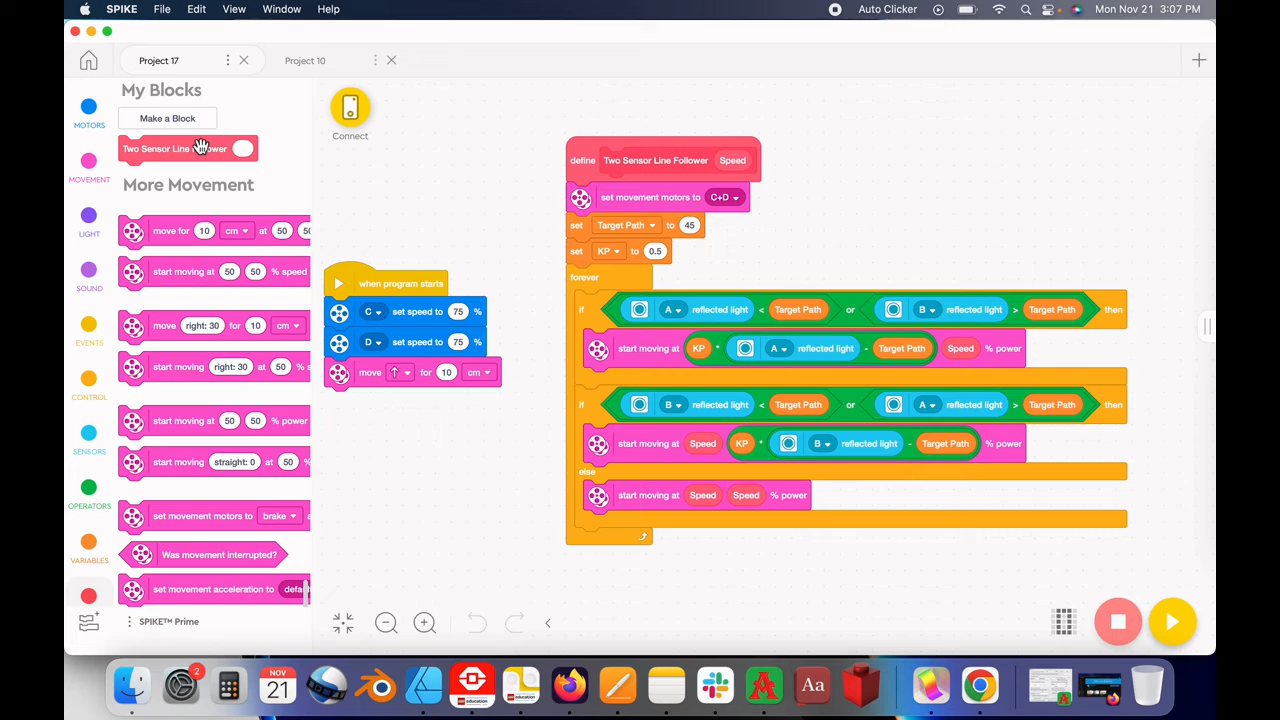 SPIKE File Edit View Window Help Auto Clicker Mon Nov 21 3:07 PM
Project 17 Project 10
My Blocks
Make a Block
Two Sensor Line Follower
More Movement
move for 10 cm at 50 50
start moving at 50 50 % speed
move right: 30 for 10 cm
start moving right: 30 at 50 % s
start moving at 50 50 %
start moving straight: 0 at 50 %
set movement motors to brake a
Was movement interrupted?
set movement acceleration to defau
MOTORS
MOVEMENT
LIGHT
SOUND
EVENTS
CONTROL
SENSORS
OPERATORS
VARIABLES
SPIKE™ Prime
Connect
when program starts
C set speed to 75 %
D set speed to 75 %
move for 10 cm
define Two Sensor Line Follower Speed
set movement motors to C+D
set Target Path to 45
set KP to 0.5
forever
if A reflected light < Target Path or B reflected light > Target Path then
start moving at KP * A reflected light - Target Path Speed % power
if B reflected light < Target Path or A reflected light > Target Path then
start moving at Speed KP * B reflected light - Target Path % power
else
start moving at Speed Speed % power
2
NOV
21
education
education
Aa